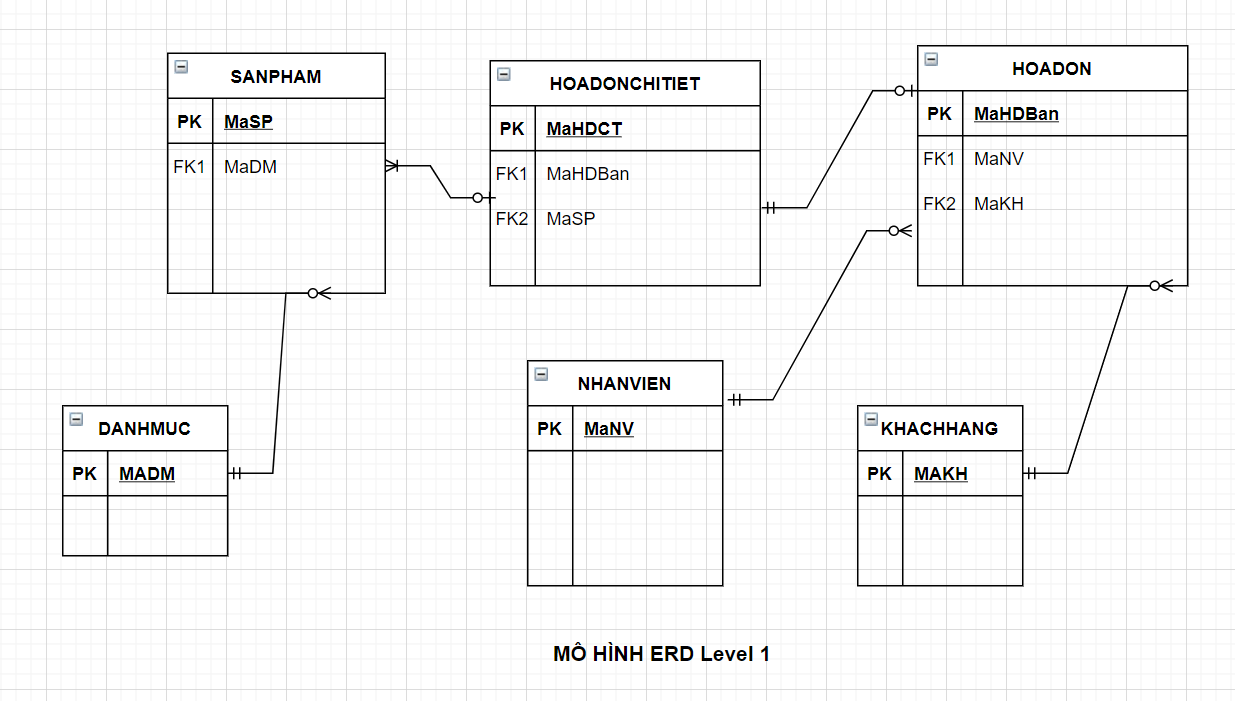 SANPHAM
PK MaSP
FK1 MaDM
HOADONCHITIET
PK MaHDCT
FK1 MaHDBan
FK2 MaSP
HOADON
PK MaHDBan
FK1 MaNV
FK2 MaKH
DANHMUC
PK MADM
NHANVIEN
PK MaNV
KHACHHANG
PK MAKH
MÔ HÌNH ERD Level 1